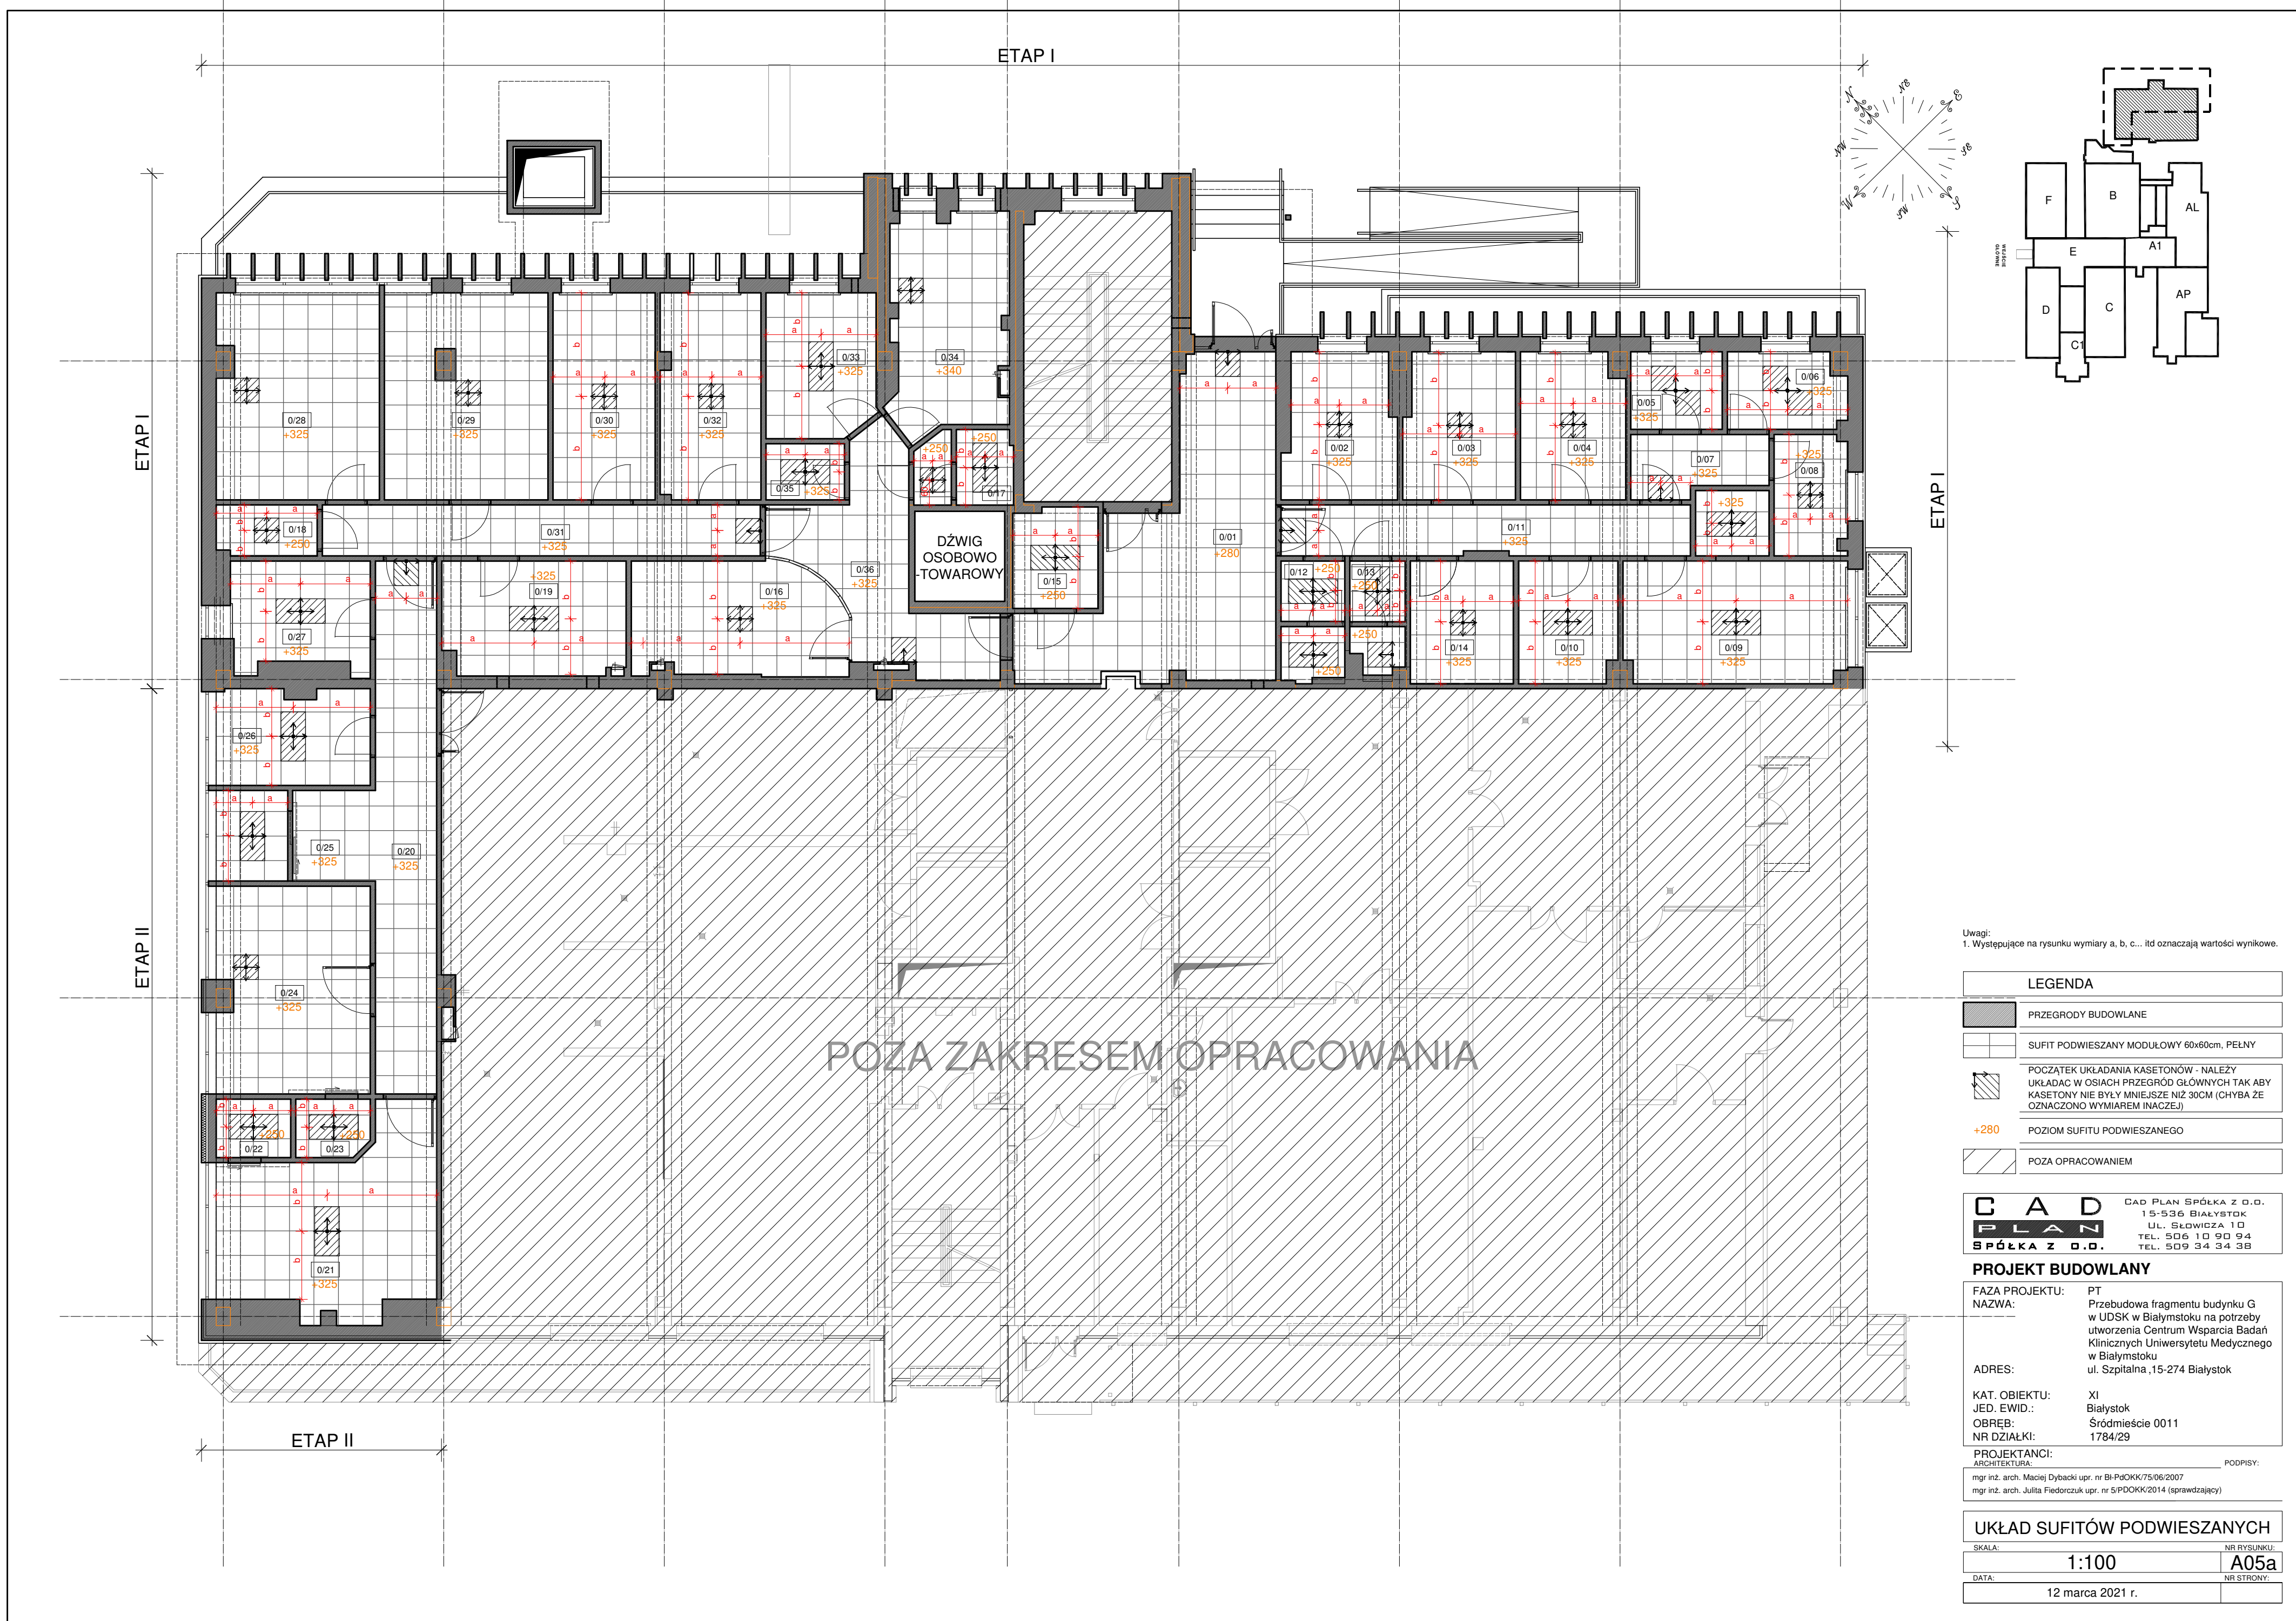 ETAP I
ETAP I
ETAP II
ETAP I
ETAP II
N
NE
E
SE
S
SW
W
NW
F
B
AL
E
A1
D
C
AP
C1
WEJŚCIE
GŁÓWNE
0/28
+325
0/29
+325
0/30
+325
0/32
+325
0/33
+325
0/34
+340
0/35
+325
+250
+250
0/17
0/18
+250
0/31
+325
0/36
+325
DŹWIG
OSOBOWO
-TOWAROWY
0/15
+250
0/01
+280
0/02
+325
0/03
+325
0/04
+325
0/05
+325
0/06
+325
0/07
+325
+325
0/08
+325
0/11
+325
0/12
+250
0/13
+250
+250
+250
0/14
+325
0/10
+325
0/09
+325
0/27
+325
+325
0/19
0/16
+325
0/26
+325
0/25
+325
0/20
+325
0/24
+325
+250
0/22
+250
0/23
0/21
+325
a
b
POZA ZAKRESEM OPRACOWANIA
Uwagi:
1. Występujące na rysunku wymiary a, b, c... itd oznaczają wartości wynikowe.
LEGENDA
PRZEGRODY BUDOWLANE
SUFIT PODWIESZANY MODUŁOWY 60x60cm, PEŁNY
POCZĄTEK UKŁADANIA KASETONÓW - NALEŻY
UKŁADAC W OSIACH PRZEGRÓD GŁÓWNYCH TAK ABY
KASETONY NIE BYŁY MNIEJSZE NIŻ 30CM (CHYBA ŻE
OZNACZONO WYMIAREM INACZEJ)
+280 POZIOM SUFITU PODWIESZANEGO
POZA OPRACOWANIEM
CAD
PLAN
SPÓŁKA Z O.O.
CAD PLAN SPÓŁKA Z O.O.
15-536 BIAŁYSTOK
UL. SŁOWICZA 10
TEL. 506 10 90 94
TEL. 509 34 34 38
PROJEKT BUDOWLANY
FAZA PROJEKTU: PT
NAZWA: Przebudowa fragmentu budynku G
w UDSK w Białymstoku na potrzeby
utworzenia Centrum Wsparcia Badań
Klinicznych Uniwersytetu Medycznego
w Białymstoku
ADRES: ul. Szpitalna ,15-274 Białystok
KAT. OBIEKTU: XI
JED. EWID.: Białystok
OBRĘB: Śródmieście 0011
NR DZIAŁKI: 1784/29
PROJEKTANCI:
ARCHITEKTURA: PODPISY:
mgr inż. arch. Maciej Dybacki upr. nr BI-PdOKK/75/06/2007
mgr inż. arch. Julita Fiedorczuk upr. nr 5/PDOKK/2014 (sprawdzający)
UKŁAD SUFITÓW PODWIESZANYCH
SKALA: NR RYSUNKU:
1:100 A05a
DATA: NR STRONY:
12 marca 2021 r.